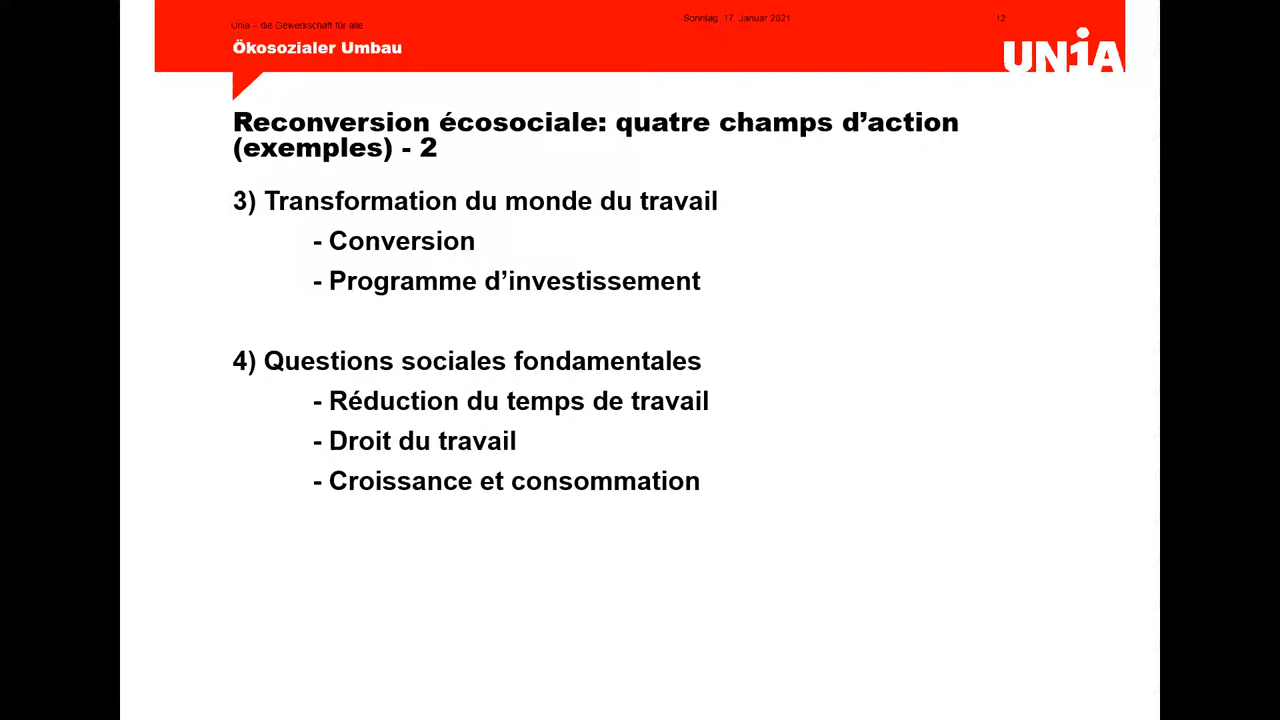 Unia – die Gewerkschaft für alle
Sonntag, 17. Januar 2021
12
Ökosozialer Umbau
UNiA
Reconversion écosociale: quatre champs d’action
(exemples) - 2
3) Transformation du monde du travail
- Conversion
- Programme d’investissement
4) Questions sociales fondamentales
- Réduction du temps de travail
- Droit du travail
- Croissance et consommation